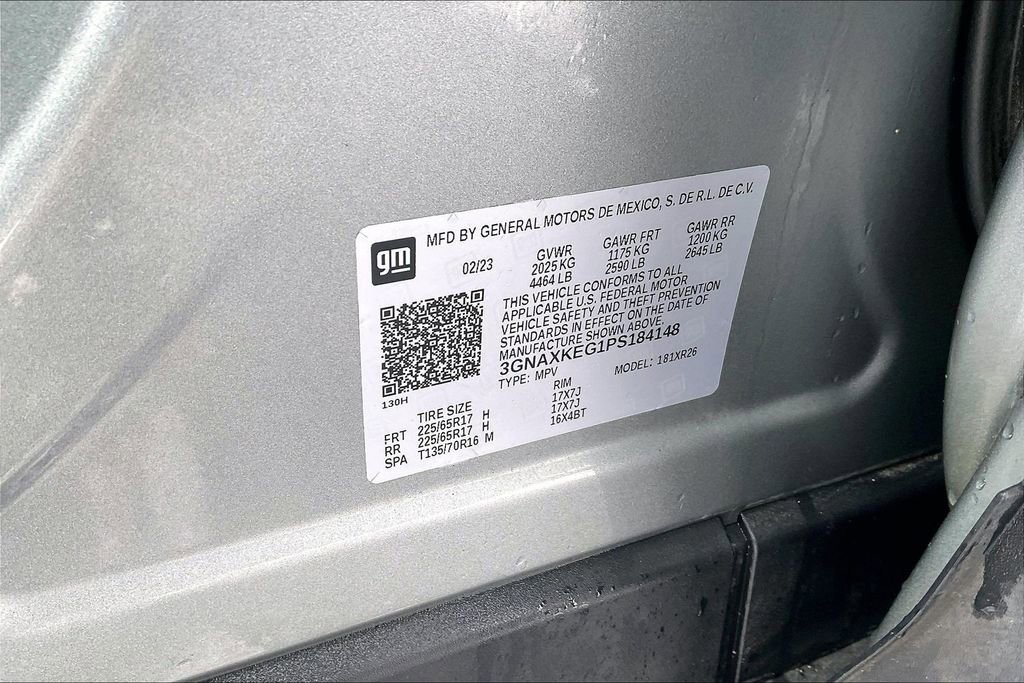 MFD BY GENERAL MOTORS DE MEXICO, S. DE R.L. DE C.V.
gm
02/23
GVWR GAWR FRT GAWR RR
2025 KG 1175 KG 1200 KG
4464 LB 2590 LB 2645 LB
THIS VEHICLE CONFORMS TO ALL
APPLICABLE U.S. FEDERAL MOTOR
VEHICLE SAFETY AND THEFT PREVENTION
STANDARDS IN EFFECT ON THE DATE OF
MANUFACTURE SHOWN ABOVE.
3GNAXKEG1PS184148
TYPE: MPV MODEL: 181XR26
130H
TIRE SIZE RIM
FRT 225/65R17 H 17X7J
RR 225/65R17 H 17X7J
SPA T135/70R16 M 16X4BT